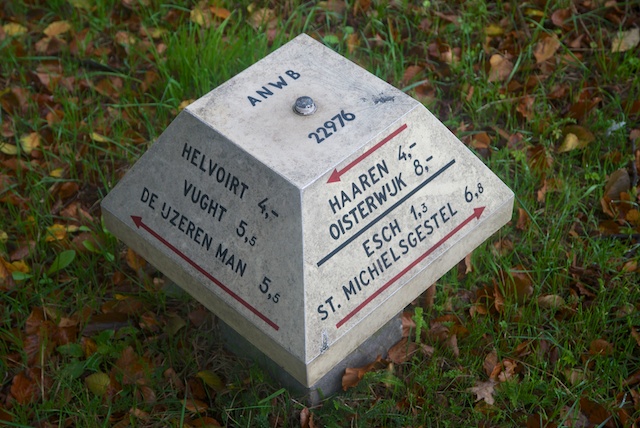 ANWB
22976
HELVOIRT 4,-
VUGHT 5,5
DE IJZEREN MAN 5,5
HAAREN 4,-
OISTERWIJK 8,-
ESCH 1,3
ST. MICHIELSGESTEL 6,8